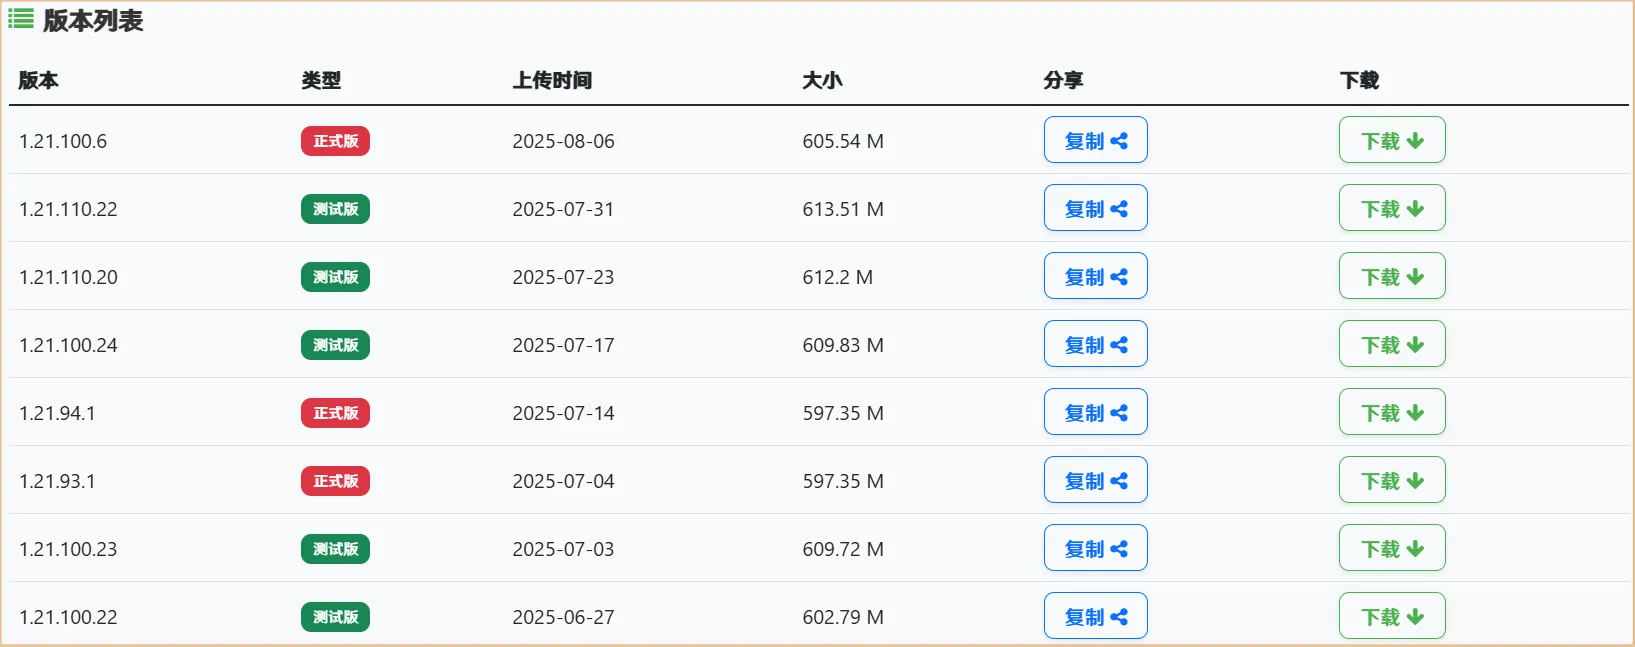 版本列表
版本 类型 上传时间 大小 分享 下载
1.21.100.6 正式版 2025-08-06 605.54 M 复制 下载
1.21.110.22 测试版 2025-07-31 613.51 M 复制 下载
1.21.110.20 测试版 2025-07-23 612.2 M 复制 下载
1.21.100.24 测试版 2025-07-17 609.83 M 复制 下载
1.21.94.1 正式版 2025-07-14 597.35 M 复制 下载
1.21.93.1 正式版 2025-07-04 597.35 M 复制 下载
1.21.100.23 测试版 2025-07-03 609.72 M 复制 下载
1.21.100.22 测试版 2025-06-27 602.79 M 复制 下载